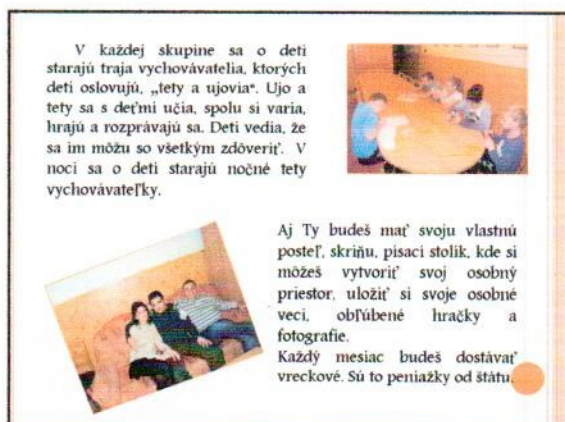 V každej skupine sa o deti
starajú traja vychovávatelia, ktorých
deti oslovujú, „tety a ujovia“. Ujo a
tety sa s deťmi učia, spolu si varia,
hrajú a rozprávajú sa. Deti vedia, že
sa im môžu so všetkým zdôveriť. V
noci sa o deti starajú nočné tety
vychovávateľky.
Aj Ty budeš mať svoju vlastnú
posteľ, skriňu, písací stolík, kde si
môžeš vytvoriť svoj osobný
priestor, uložiť si svoje osobné
veci, obľúbené hračky a
fotografie.
Každý mesiac budeš dostávať
vreckové. Sú to peniažky od štátu.